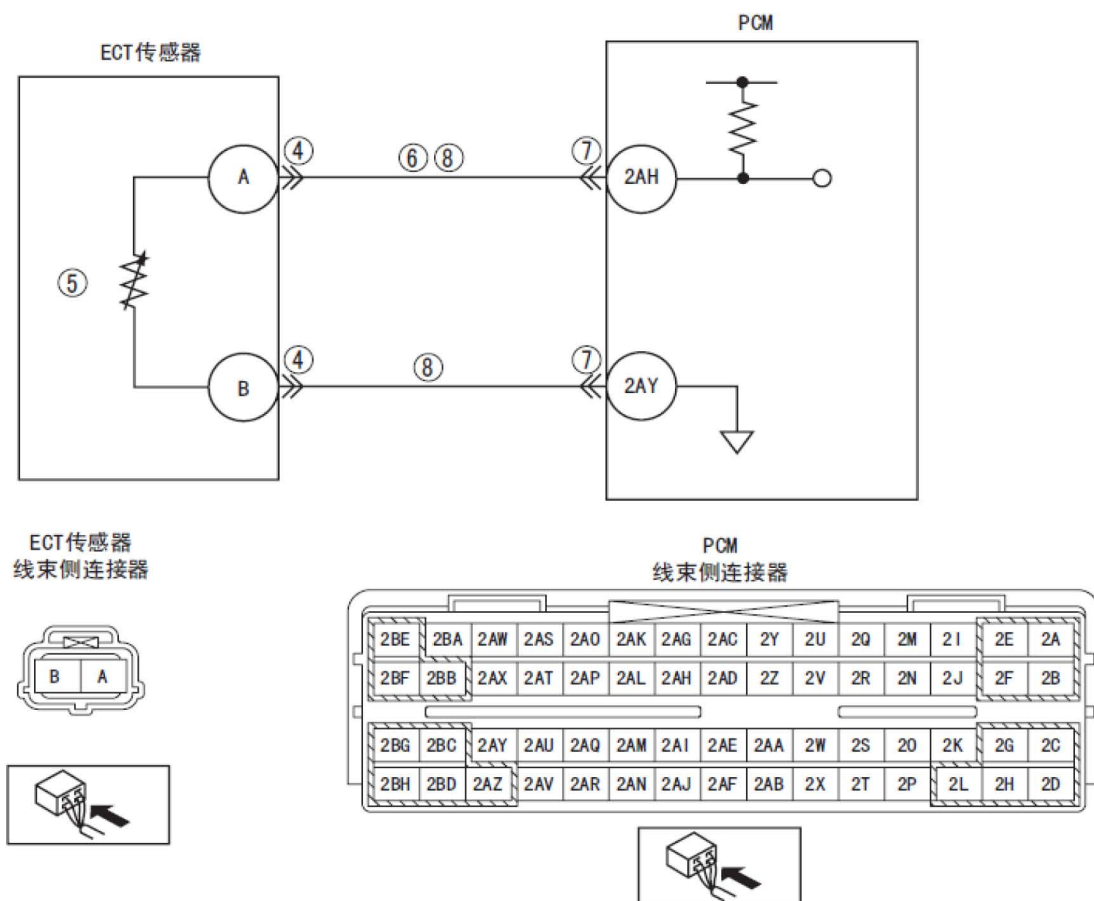 ECT传感器
PCM
A
④
⑥⑧
⑦
2AH
⑤
B
④
⑧
⑦
2AY
ECT传感器
线束侧连接器
B A
PCM
线束侧连接器
2BE 2BA 2AW 2AS 2AO 2AK 2AG 2AC 2Y 2U 2Q 2M 2I 2E 2A
2BF 2BB 2AX 2AT 2AP 2AL 2AH 2AD 2Z 2V 2R 2N 2J 2F 2B
2BG 2BC 2AY 2AU 2AQ 2AM 2AI 2AE 2AA 2W 2S 2O 2K 2G 2C
2BH 2BD 2AZ 2AV 2AR 2AN 2AJ 2AF 2AB 2X 2T 2P 2L 2H 2D